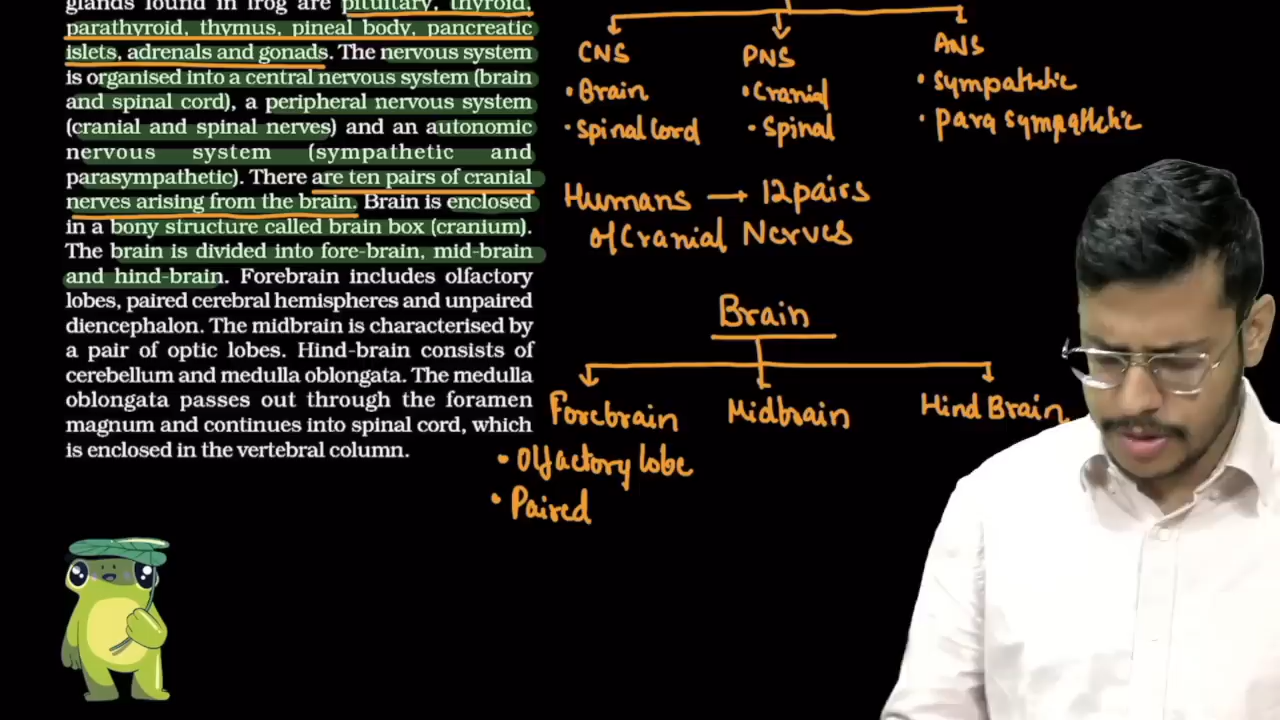 glands found in frog are pituitary, thyroid,
parathyroid, thymus, pineal body, pancreatic
islets, adrenals and gonads. The nervous system
is organised into a central nervous system (brain
and spinal cord), a peripheral nervous system
(cranial and spinal nerves) and an autonomic
nervous system (sympathetic and
parasympathetic). There are ten pairs of cranial
nerves arising from the brain. Brain is enclosed
in a bony structure called brain box (cranium).
The brain is divided into fore-brain, mid-brain
and hind-brain. Forebrain includes olfactory
lobes, paired cerebral hemispheres and unpaired
diencephalon. The midbrain is characterised by
a pair of optic lobes. Hind-brain consists of
cerebellum and medulla oblongata. The medulla
oblongata passes out through the foramen
magnum and continues into spinal cord, which
is enclosed in the vertebral column.
CNS PNS ANS
• Brain • Cranial • Sympathetic
• Spinal Cord • Spinal • Para sympathetic
Humans → 12 pairs
of Cranial Nerves
Brain
Forebrain Midbrain Hind Brain
• Olfactory lobe
• Paired